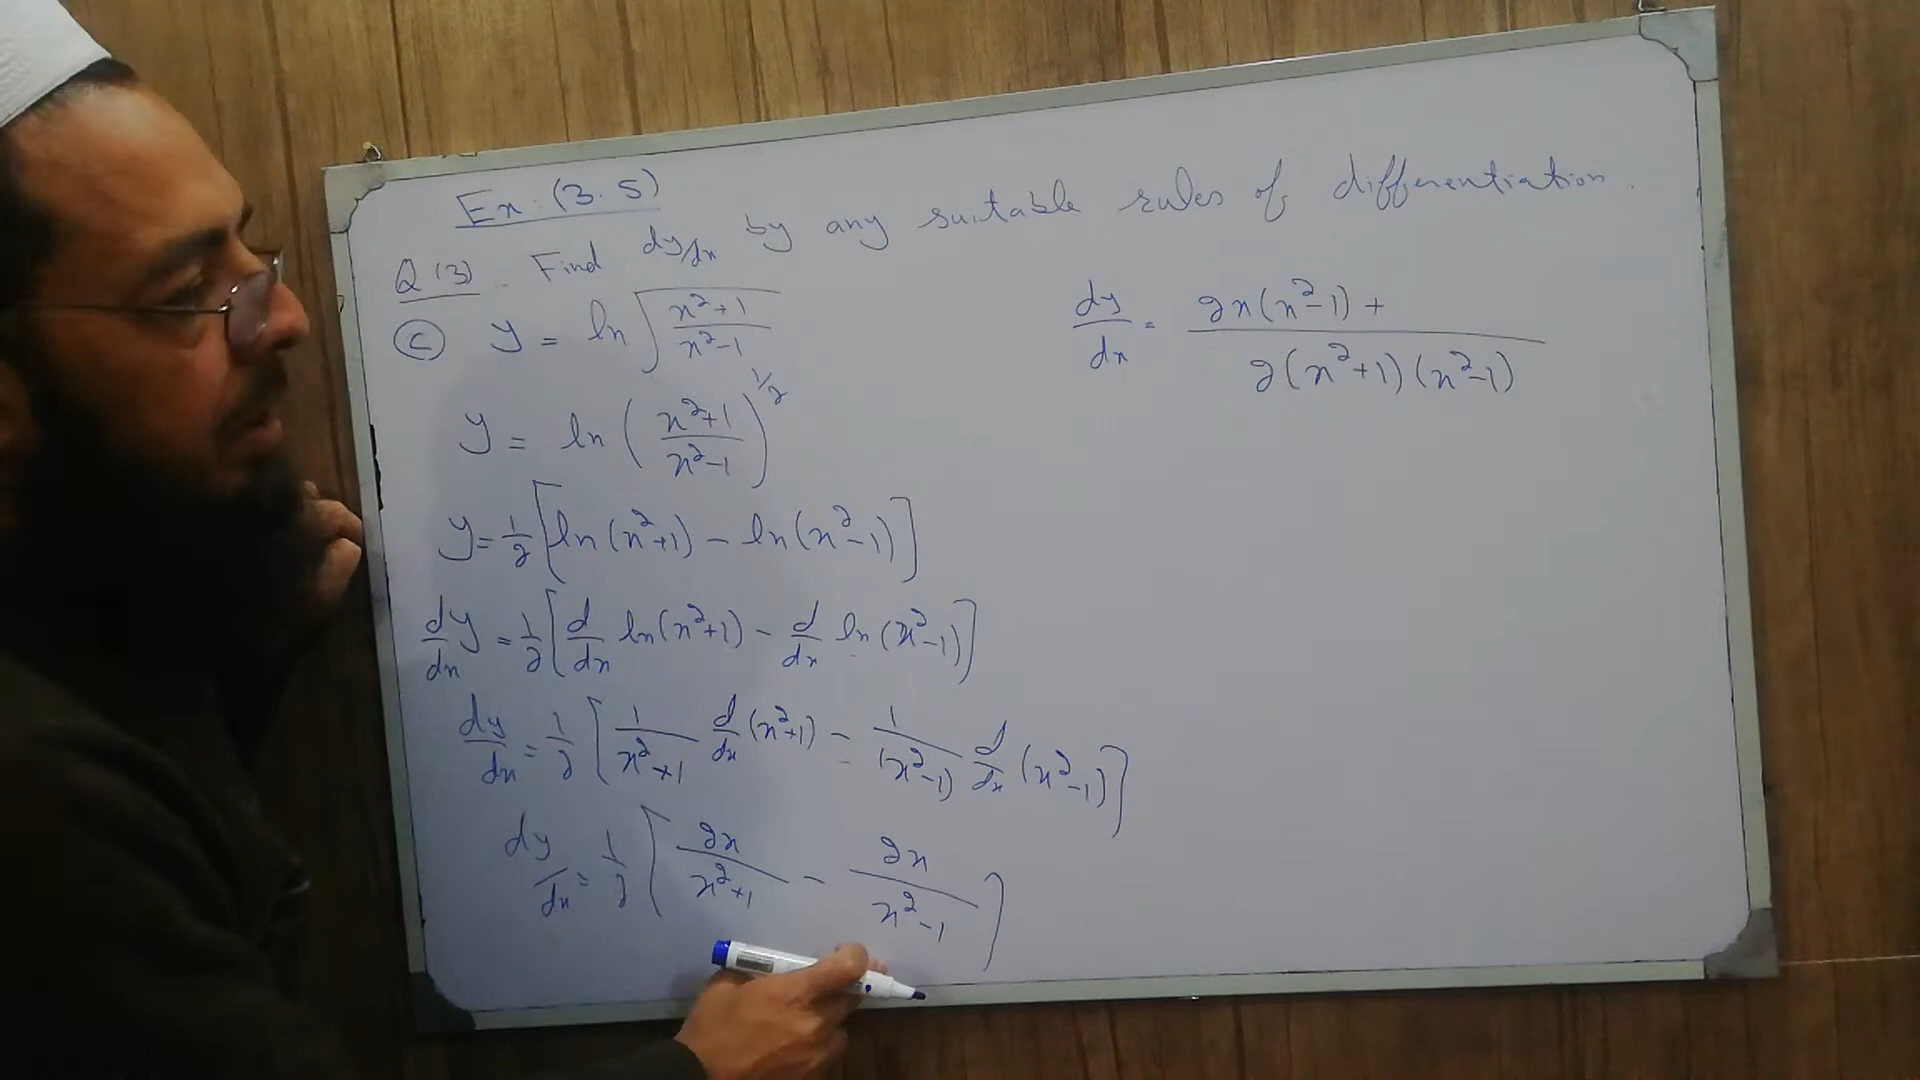 Ex: (3.5)
Q(3). Find dy/dx by any suitable rules of differentiation.
(c) y = ln √((x²+1)/(x²-1))
y = ln ((x²+1)/(x²-1))^(1/2)
y = 1/2 [ln(x²+1) - ln(x²-1)]
d/dx y = 1/2 [d/dx ln(x²+1) - d/dx ln(x²-1)]
dy/dx = 1/2 [1/(x²+1) d/dx (x²+1) - 1/(x²-1) d/dx (x²-1)]
dy/dx = 1/2 [2x/(x²+1) - 2x/(x²-1)]
dy/dx = (2x(x²-1) +)/(2(x²+1)(x²-1))